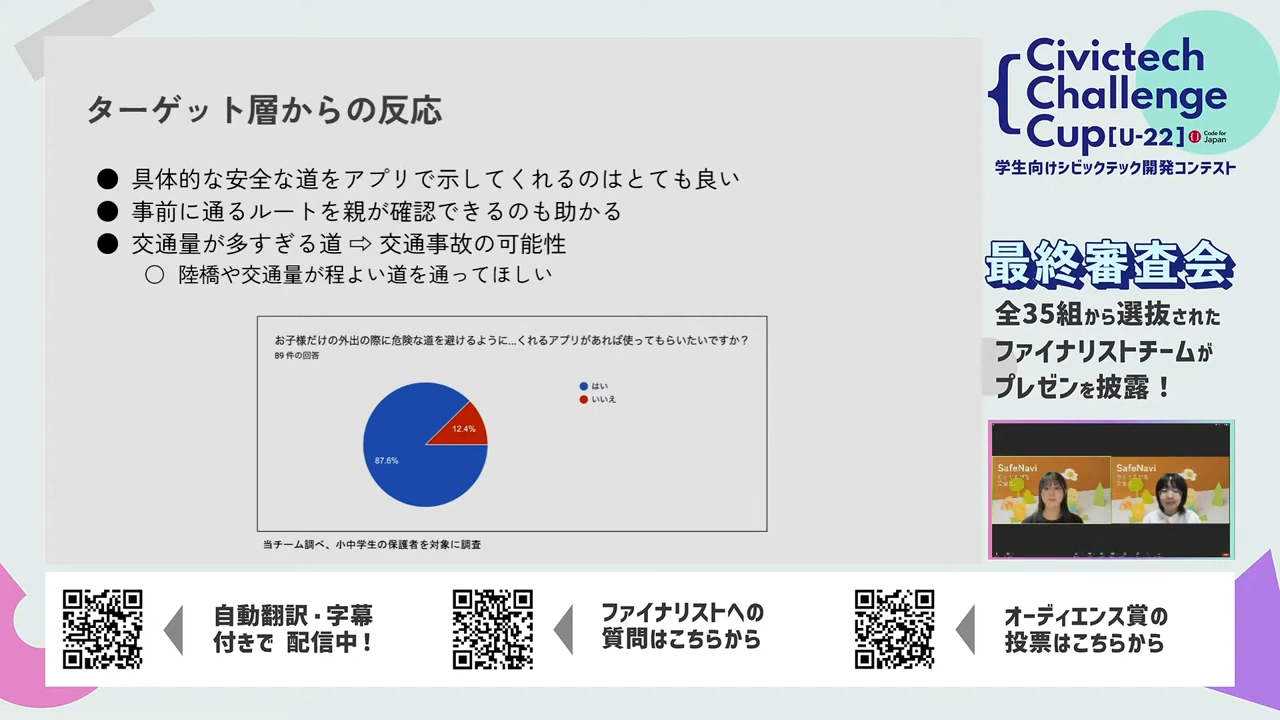 ターゲット層からの反応
● 具体的な安全な道をアプリで示してくれるのはとても良い
● 事前に通るルートを親が確認できるのも助かる
● 交通量が多すぎる道 ⇨ 交通事故の可能性
○ 陸橋や交通量が程よい道を通ってほしい
お子様だけの外出の際に危険な道を避けるように...くれるアプリがあれば使ってもらいたいですか？
89 件の回答
はい
いいえ
12.4%
87.6%
当チーム調べ、小中学生の保護者を対象に調査
{ Civictech
Challenge
Cup[U-22]
Code for
Japan
学生向けシビックテック開発コンテスト
最終審査会
全35組から選抜された
ファイナリストチームが
プレゼンを披露！
SafeNavi
SafeNavi
自動翻訳・字幕
付きで 配信中！
ファイナリストへの
質問はこちらから
オーディエンス賞の
投票はこちらから